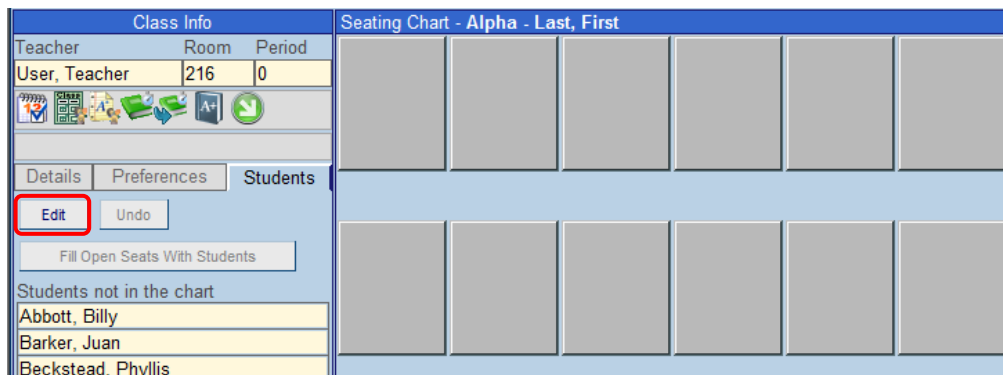 Class Info
Seating Chart - Alpha - Last, First
Teacher Room Period
User, Teacher 216 0
A+
Details Preferences Students
Edit Undo
Fill Open Seats With Students
Students not in the chart
Abbott, Billy
Barker, Juan
Beckstead, Phyllis